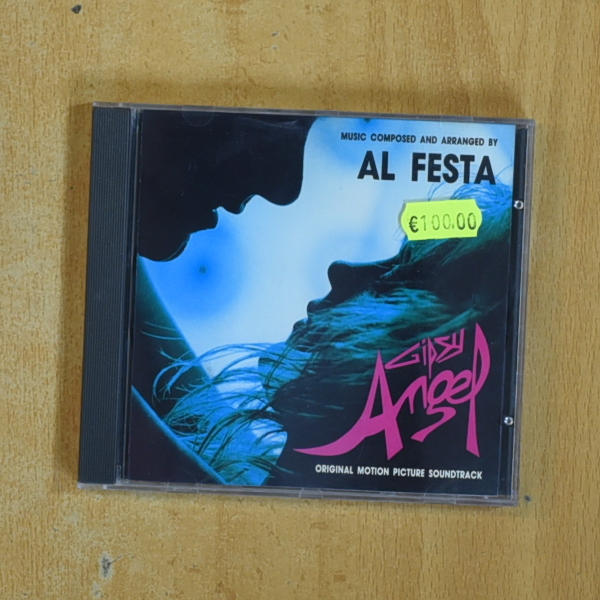 MUSIC COMPOSED AND ARRANGED BY
AL FESTA
€100.00
GIPSY
Angel
ORIGINAL MOTION PICTURE SOUNDTRACK